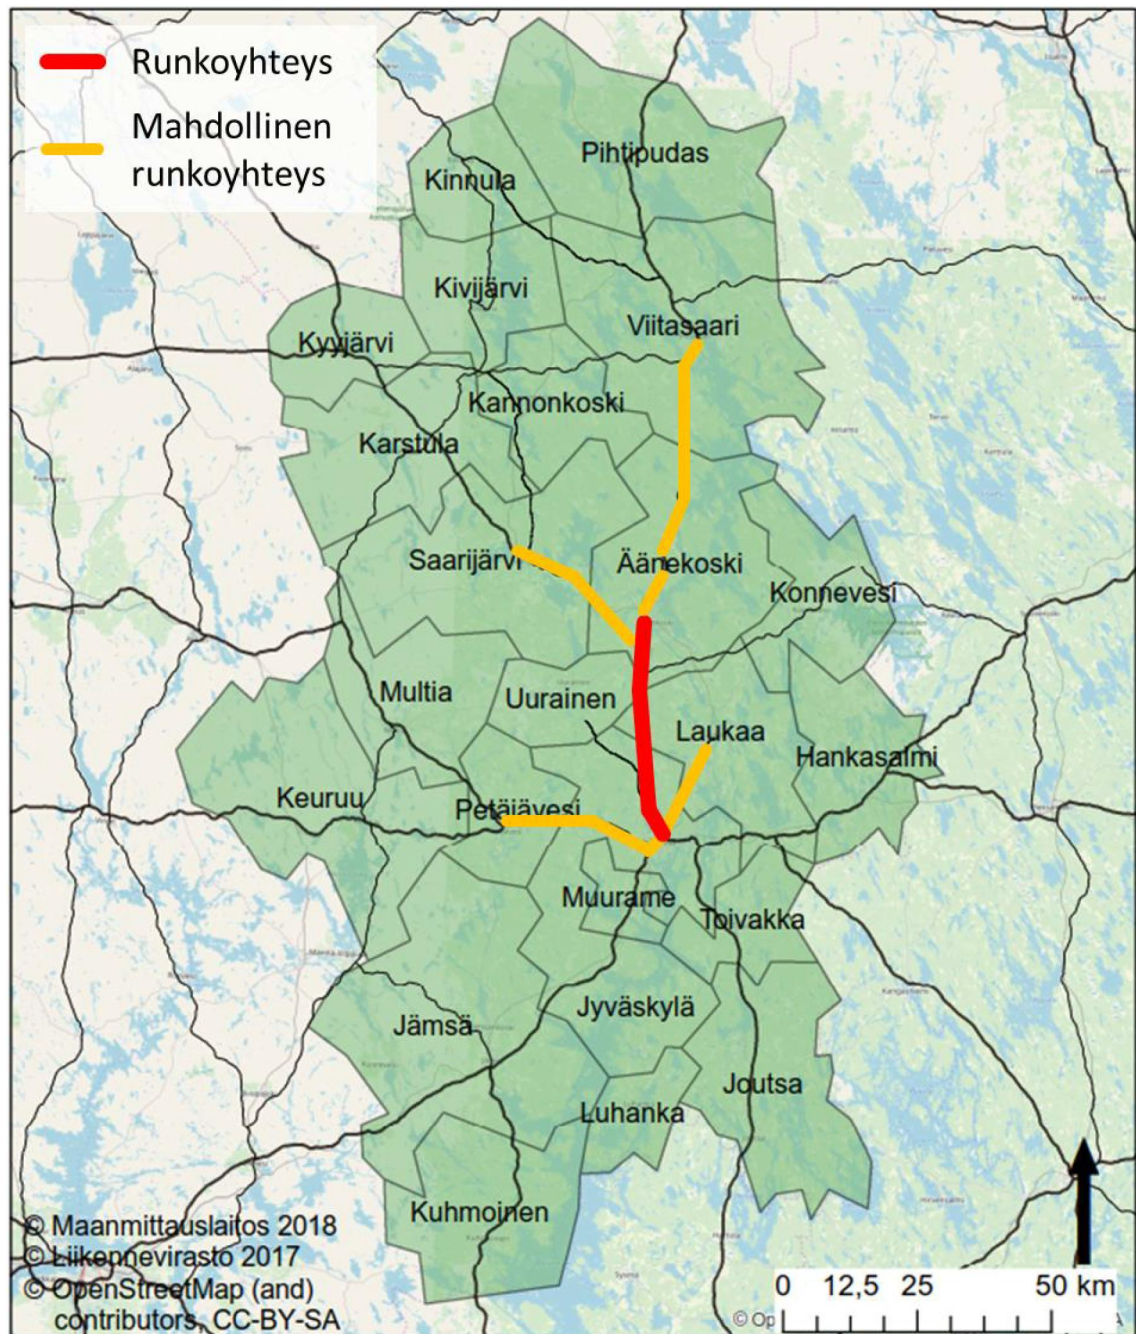 Runkoyhteys
Mahdollinen
runkoyhteys
Pihtipudas
Kinnula
Kivijärvi
Viitasaari
Kyyjärvi
Kannonkoski
Karstula
Saarijärvi
Äänekoski
Konnevesi
Multia
Uurainen
Laukaa
Hankasalmi
Keuruu
Petäjävesi
Muurame
Toivakka
Jyväskylä
Jämsä
Joutsa
Luhanka
Kuhmoinen
© Maanmittauslaitos 2018
© Liikennevirasto 2017
© OpenStreetMap (and)
contributors, CC-BY-SA
0 12,5 25 50 km